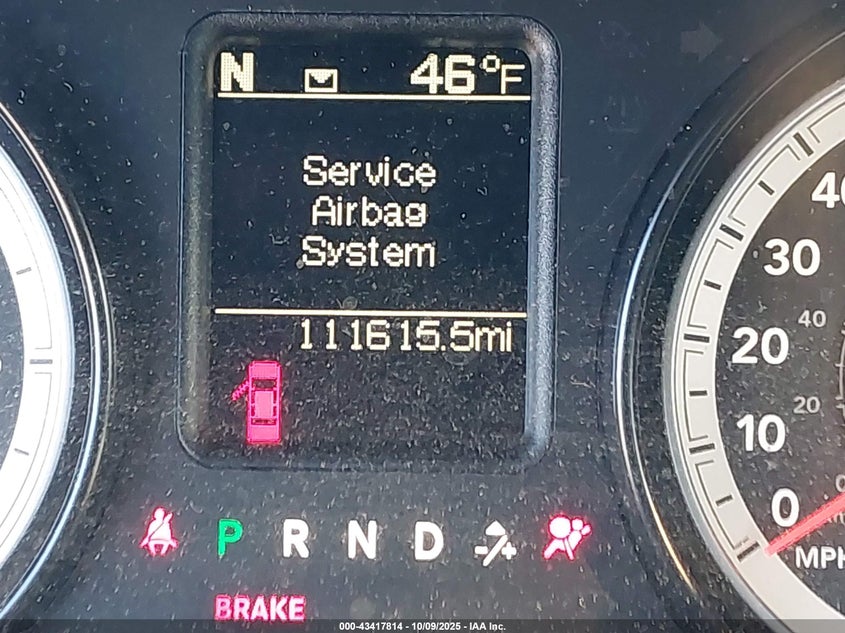 N 46°F
Service
Airbag
System
111615.5mi
40
30
40
20
20
10
0
0
MPH
P R N D -/+
BRAKE
000-43417814 - 10/09/2025 - IAA Inc.